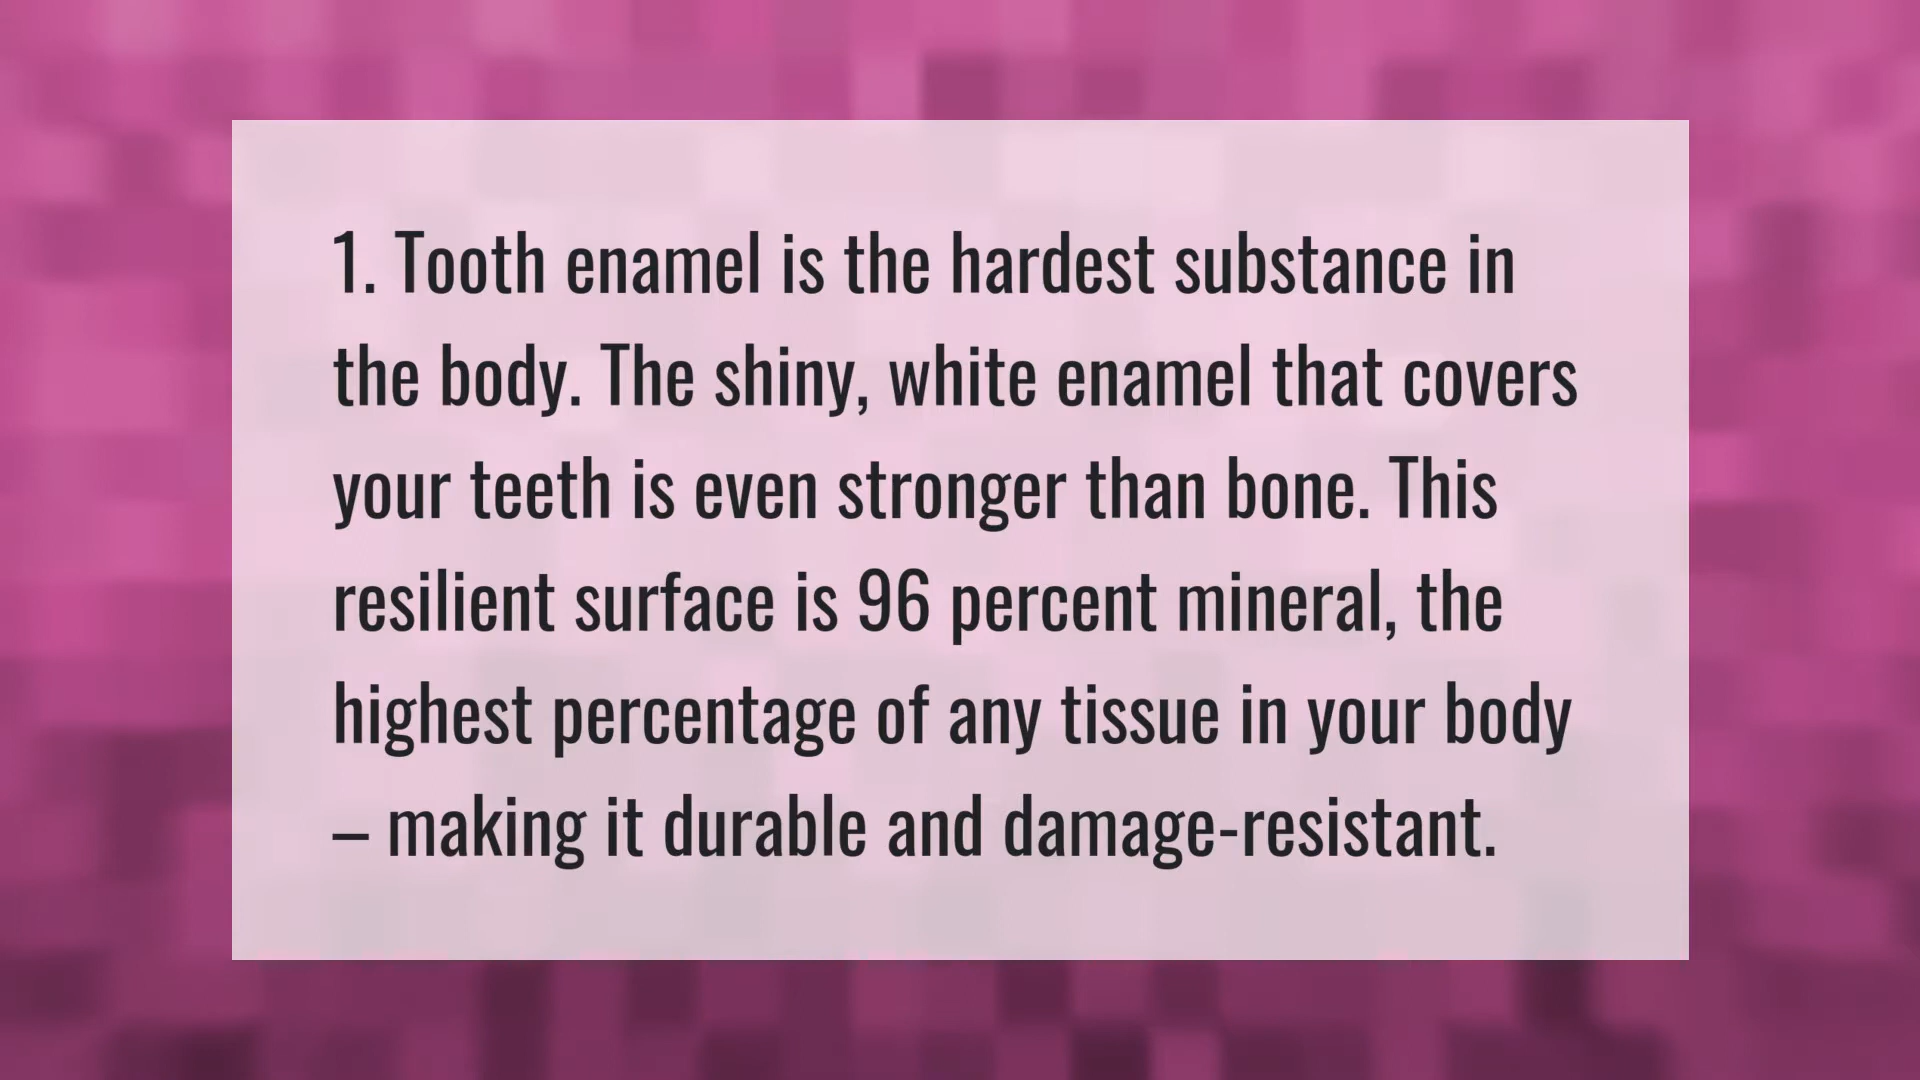 1. Tooth enamel is the hardest substance in
the body. The shiny, white enamel that covers
your teeth is even stronger than bone. This
resilient surface is 96 percent mineral, the
highest percentage of any tissue in your body
– making it durable and damage-resistant.